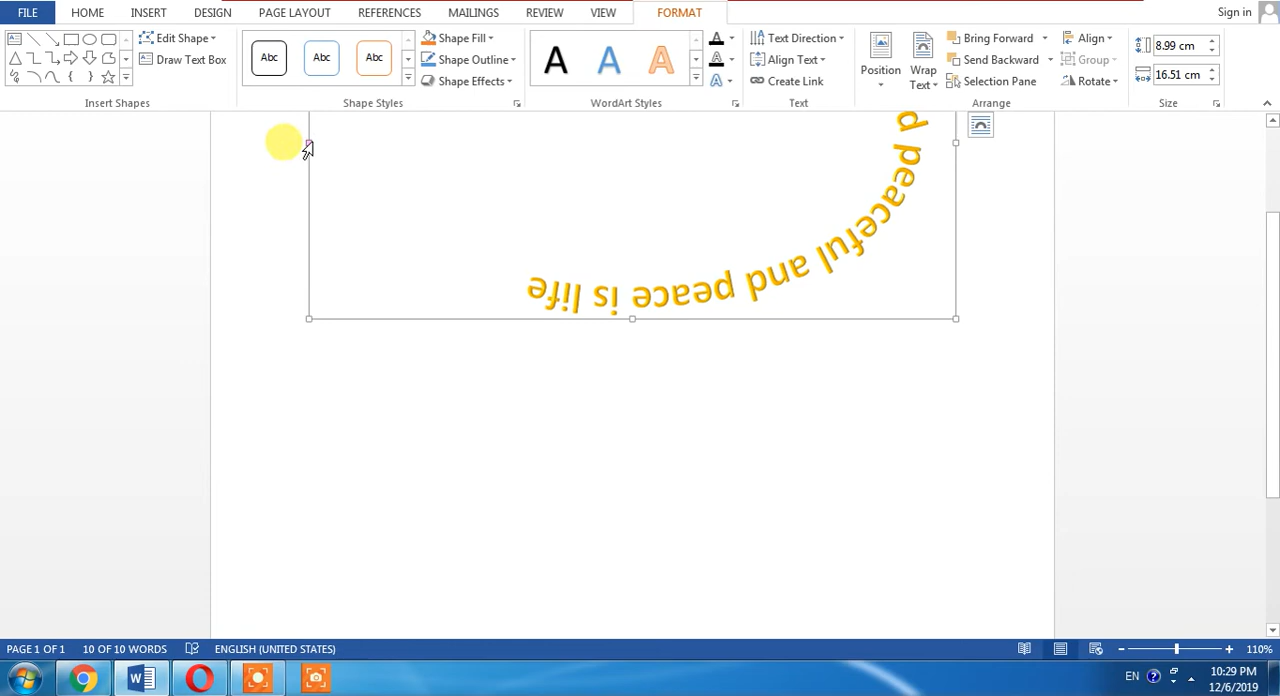 FILE HOME INSERT DESIGN PAGE LAYOUT REFERENCES MAILINGS REVIEW VIEW FORMAT Sign in
Edit Shape
Draw Text Box
Insert Shapes
Abc Abc Abc
Shape Fill
Shape Outline
Shape Effects
Shape Styles
A A A
A
A
A
WordArt Styles
Text Direction
Align Text
Create Link
Text
Position
Wrap
Text
Bring Forward
Send Backward
Selection Pane
Align
Group
Rotate
Arrange
8.99 cm
16.51 cm
Size
d peaceful and peace is life
PAGE 1 OF 1 10 OF 10 WORDS ENGLISH (UNITED STATES) 110%
EN
10:29 PM
12/6/2019